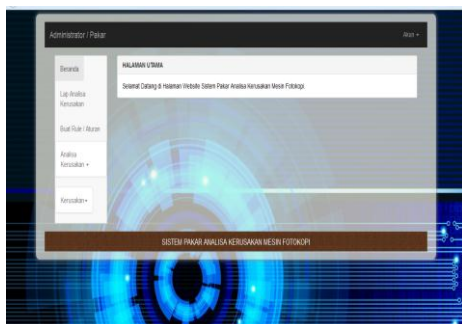 Administrator / Pakar
Akun
Beranda
HALAMAN UTAMA
Selamat Datang di Halaman Website Sistem Pakar Analisa Kerusakan Mesin Fotokopi.
Lap Analisa
Kerusakan
Buat Rule / Aturan
Analisa
Kerusakan
Kerusakan
SISTEM PAKAR ANALISA KERUSAKAN MESIN FOTOKOPI